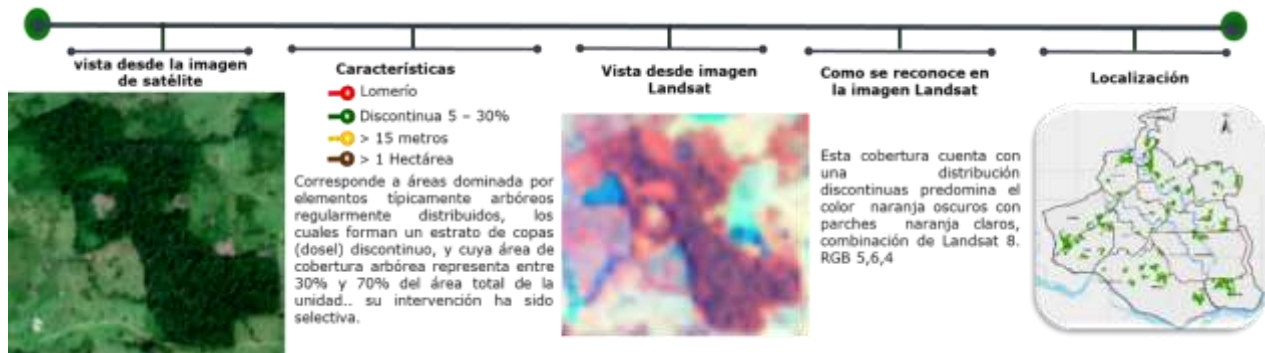 vista desde la imagen
de satélite
Características
Lomerío
Discontinua 5 – 30%
> 15 metros
> 1 Hectárea
Corresponde a áreas dominada por
elementos típicamente arbóreos
regularmente distribuidos, los
cuales forman un estrato de copas
(dosel) discontinuo, y cuya área de
cobertura arbórea representa entre
30% y 70% del área total de la
unidad.. su intervención ha sido
selectiva.
Vista desde imagen
Landsat
Como se reconoce en
la imagen Landsat
Esta cobertura cuenta con
una distribución
discontinuas predomina el
color naranja oscuros con
parches naranja claros,
combinación de Landsat 8.
RGB 5,6,4
Localización